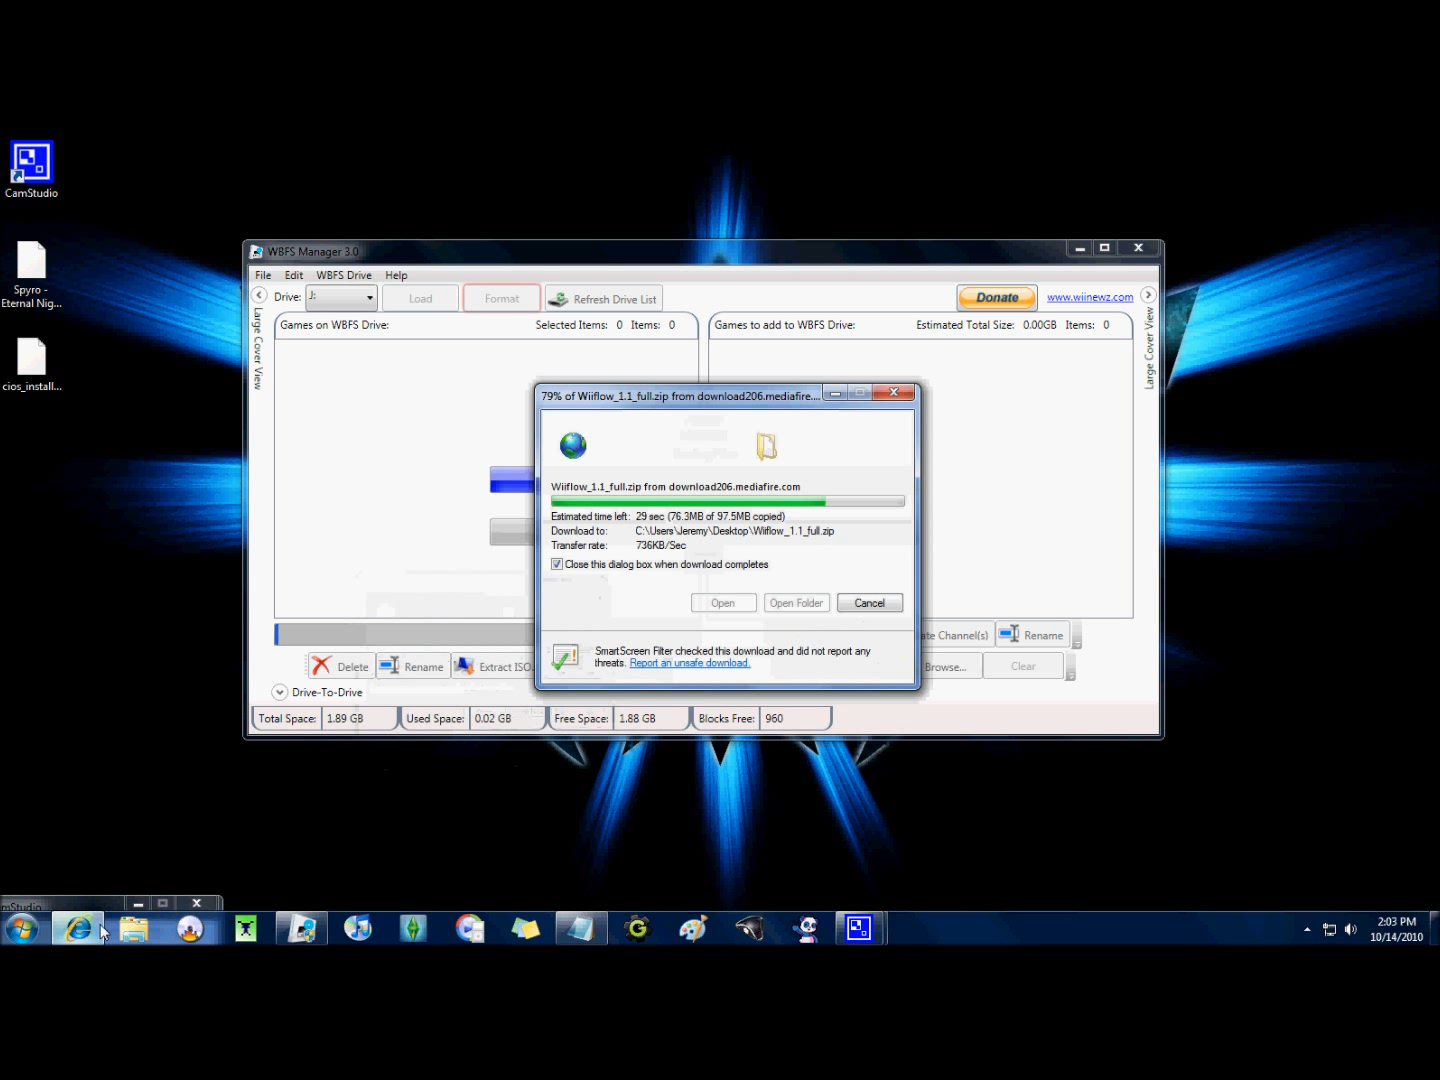 CamStudio
Spyro -
Eternal Nig...
cios_install...
WBFS Manager 3.0
File Edit WBFS Drive Help
Drive: J: Load Format Refresh Drive List Donate www.wiinewz.com
Large Cover View
Games on WBFS Drive: Selected Items: 0 Items: 0
Games to add to WBFS Drive: Estimated Total Size: 0.00GB Items: 0
Large Cover View
79% of Wiiflow_1.1_full.zip from download206.mediafire....
Wiiflow_1.1_full.zip from download206.mediafire.com
Estimated time left: 29 sec (76.3MB of 97.5MB copied)
Download to: C:\Users\Jeremy\Desktop\Wiiflow_1.1_full.zip
Transfer rate: 736KB/Sec
Close this dialog box when download completes
Open Open Folder Cancel
SmartScreen Filter checked this download and did not report any
threats. Report an unsafe download.
ate Channel(s) Rename
Delete Rename Extract ISO
Browse... Clear
Drive-To-Drive
Total Space: 1.89 GB Used Space: 0.02 GB Free Space: 1.88 GB Blocks Free: 960
mStudio
2:03 PM
10/14/2010